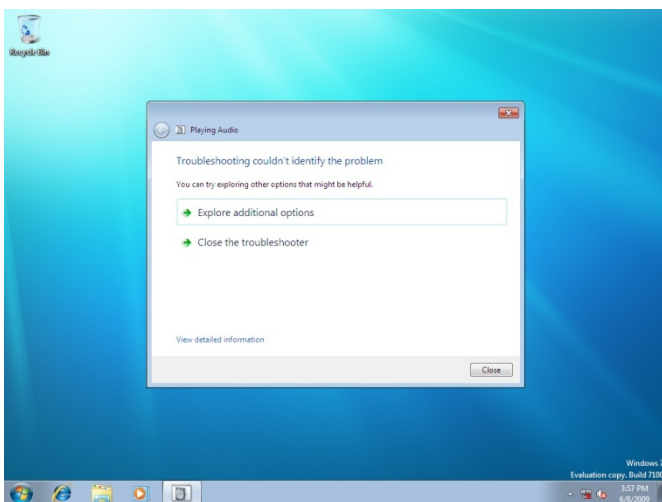 Recycle Bin
Playing Audio
Troubleshooting couldn't identify the problem
You can try exploring other options that might be helpful.
Explore additional options
Close the troubleshooter
View detailed information
Close
Windows 7
Evaluation copy. Build 7100
3:57 PM
6/8/2009